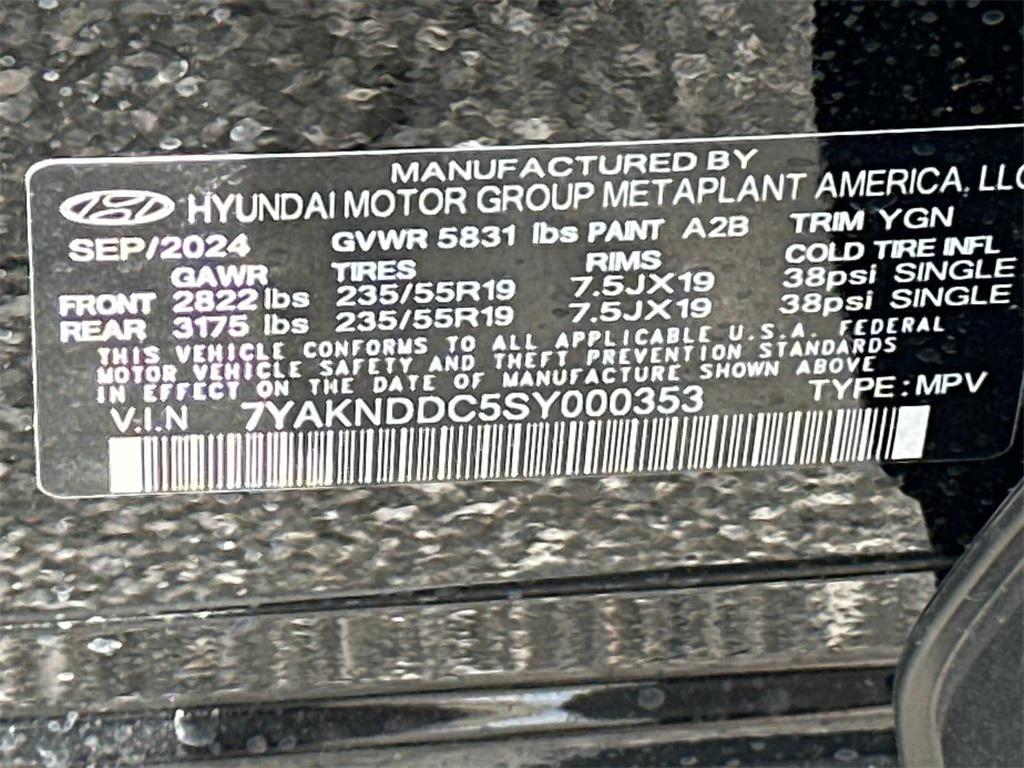 MANUFACTURED BY
HYUNDAI MOTOR GROUP METAPLANT AMERICA, LLC
SEP/2024 GVWR 5831 lbs PAINT A2B TRIM YGN
GAWR TIRES RIMS COLD TIRE INFL
FRONT 2822 lbs 235/55R19 7.5JX19 38psi SINGLE
REAR 3175 lbs 235/55R19 7.5JX19 38psi SINGLE
THIS VEHICLE CONFORMS TO ALL APPLICABLE U.S.A. FEDERAL
MOTOR VEHICLE SAFETY AND THEFT PREVENTION STANDARDS
IN EFFECT ON THE DATE OF MANUFACTURE SHOWN ABOVE
V.I.N 7YAKNDDC5SY000353 TYPE : MPV